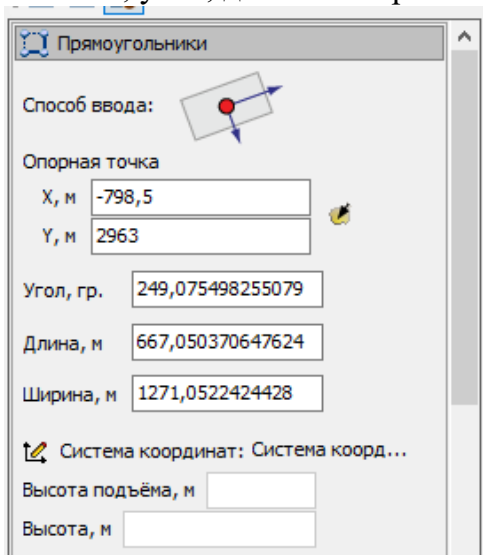 Прямоугольники
Способ ввода:
Опорная точка
X, м -798,5
Y, м 2963
Угол, гр. 249,075498255079
Длина, м 667,050370647624
Ширина, м 1271,0522424428
Система координат: Система коорд...
Высота подъёма, м
Высота, м